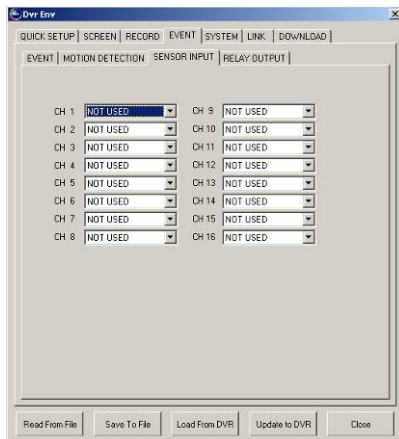 Dvr Env
QUICK SETUP SCREEN RECORD EVENT SYSTEM LINK DOWNLOAD
EVENT MOTION DETECTION SENSOR INPUT RELAY OUTPUT
CH 1 NOT USED CH 9 NOT USED
CH 2 NOT USED CH 10 NOT USED
CH 3 NOT USED CH 11 NOT USED
CH 4 NOT USED CH 12 NOT USED
CH 5 NOT USED CH 13 NOT USED
CH 6 NOT USED CH 14 NOT USED
CH 7 NOT USED CH 15 NOT USED
CH 8 NOT USED CH 16 NOT USED
Read From File Save To File Load From DVR Update to DVR Close